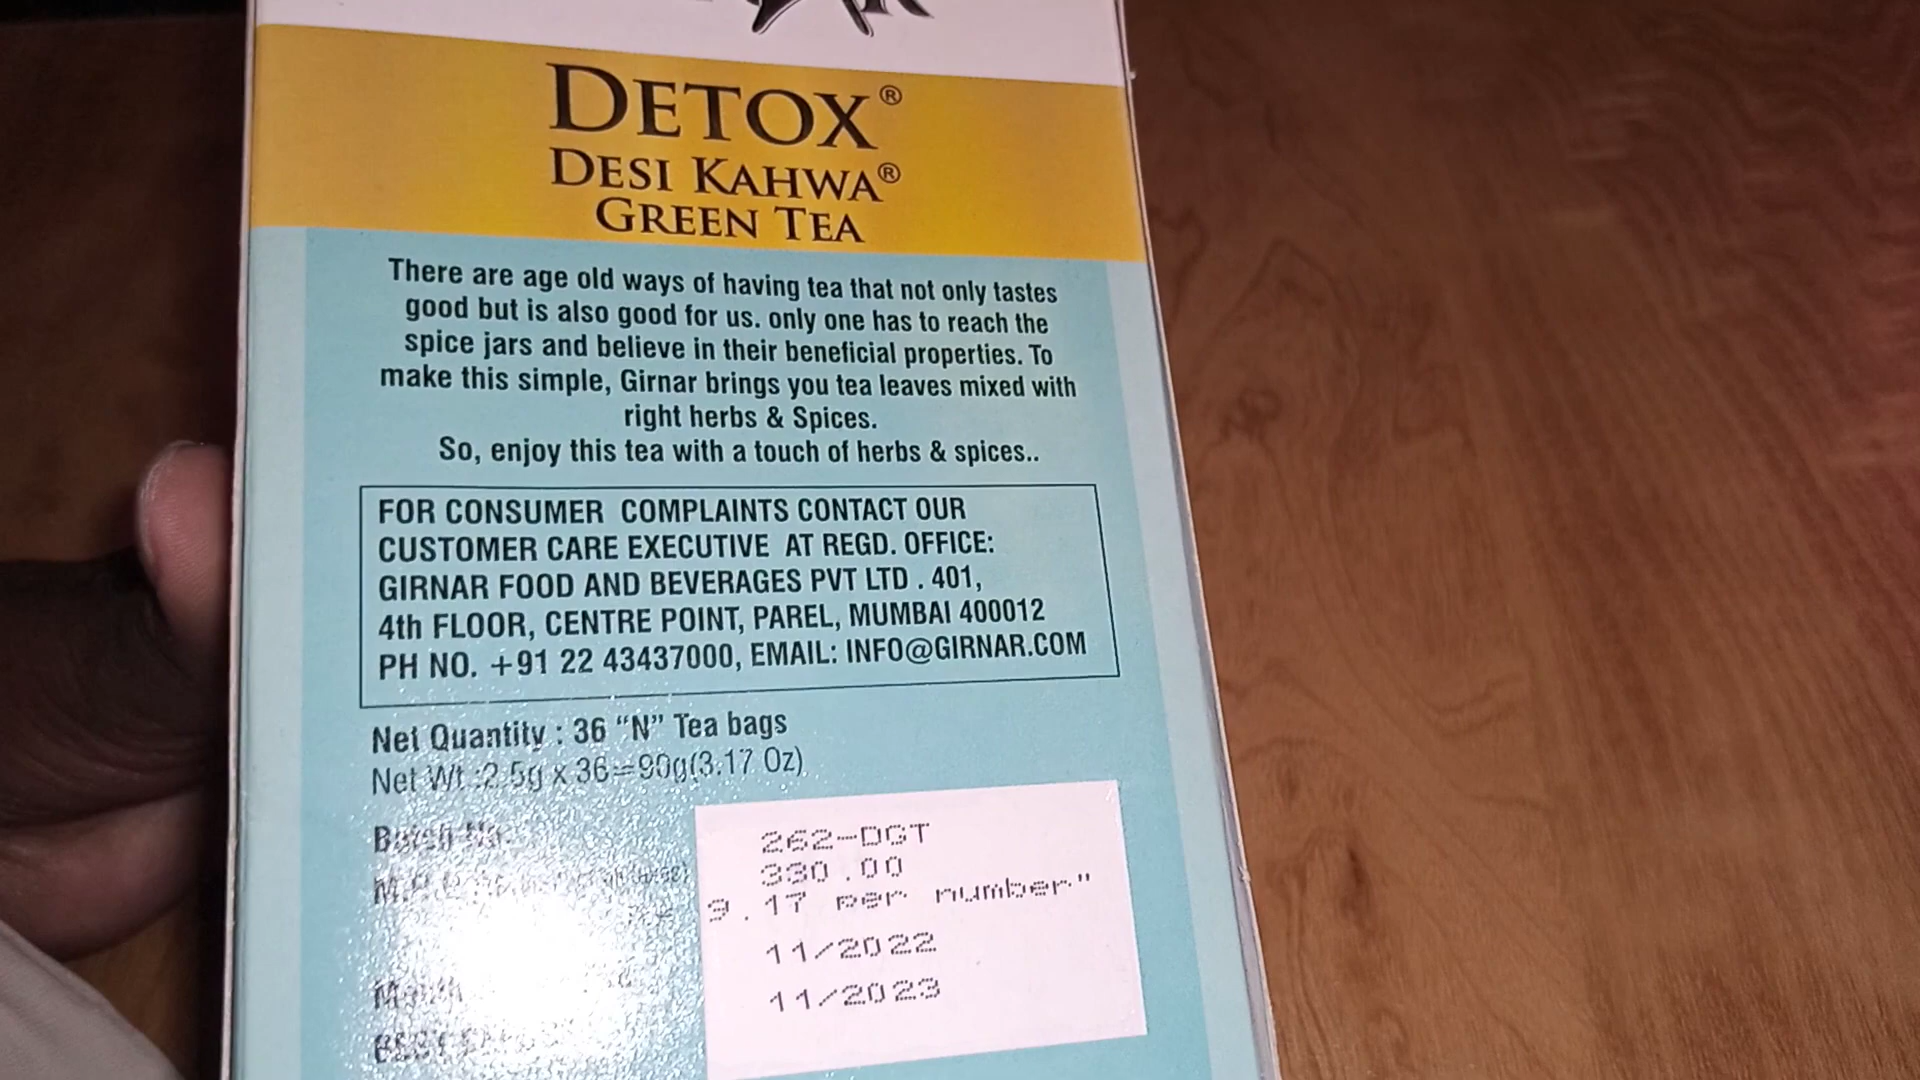 DETOX®
DESI KAHWA®
GREEN TEA
There are age old ways of having tea that not only tastes
good but is also good for us. only one has to reach the
spice jars and believe in their beneficial properties. To
make this simple, Girnar brings you tea leaves mixed with
right herbs & Spices.
So, enjoy this tea with a touch of herbs & spices..
FOR CONSUMER COMPLAINTS CONTACT OUR
CUSTOMER CARE EXECUTIVE AT REGD. OFFICE:
GIRNAR FOOD AND BEVERAGES PVT LTD . 401,
4th FLOOR, CENTRE POINT, PAREL, MUMBAI 400012
PH NO. +91 22 43437000, EMAIL: INFO@GIRNAR.COM
Net Quantity : 36 “N” Tea bags
Net Wt :2.5g x 36=90g(3.17 Oz)
Batch No. 262-DGT
M.R.P. 330.00
9.17 per number"
11/2022
Month
11/2023